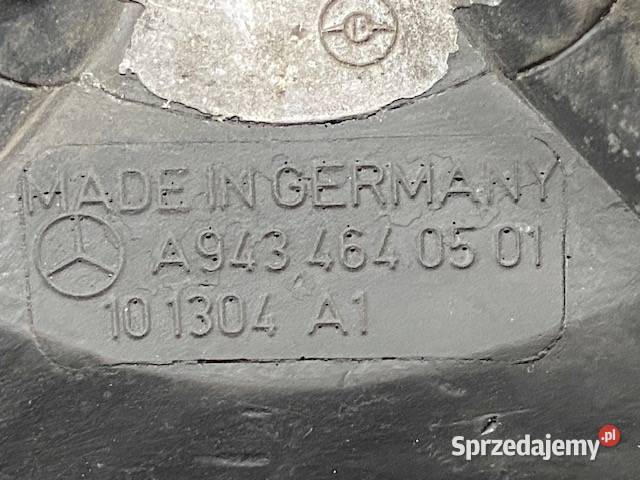 MADE IN GERMANY
A943 464 05 01
10 1304 A1
Sprzedajemy.pl